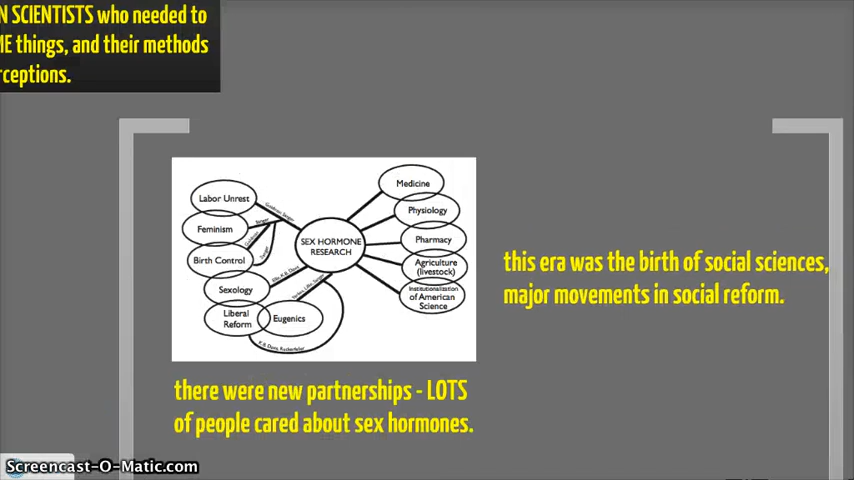 N SCIENTISTS who needed to
ME things, and their methods
rceptions.
Labor Unrest
Feminism
Birth Control
Sexology
Liberal
Reform
Eugenics
SEX HORMONE
RESEARCH
Medicine
Physiology
Pharmacy
Agriculture
(livestock)
Institutionalization
of American
Science
this era was the birth of social sciences,
major movements in social reform.
there were new partnerships - LOTS
of people cared about sex hormones.
Screencast-O-Matic.com